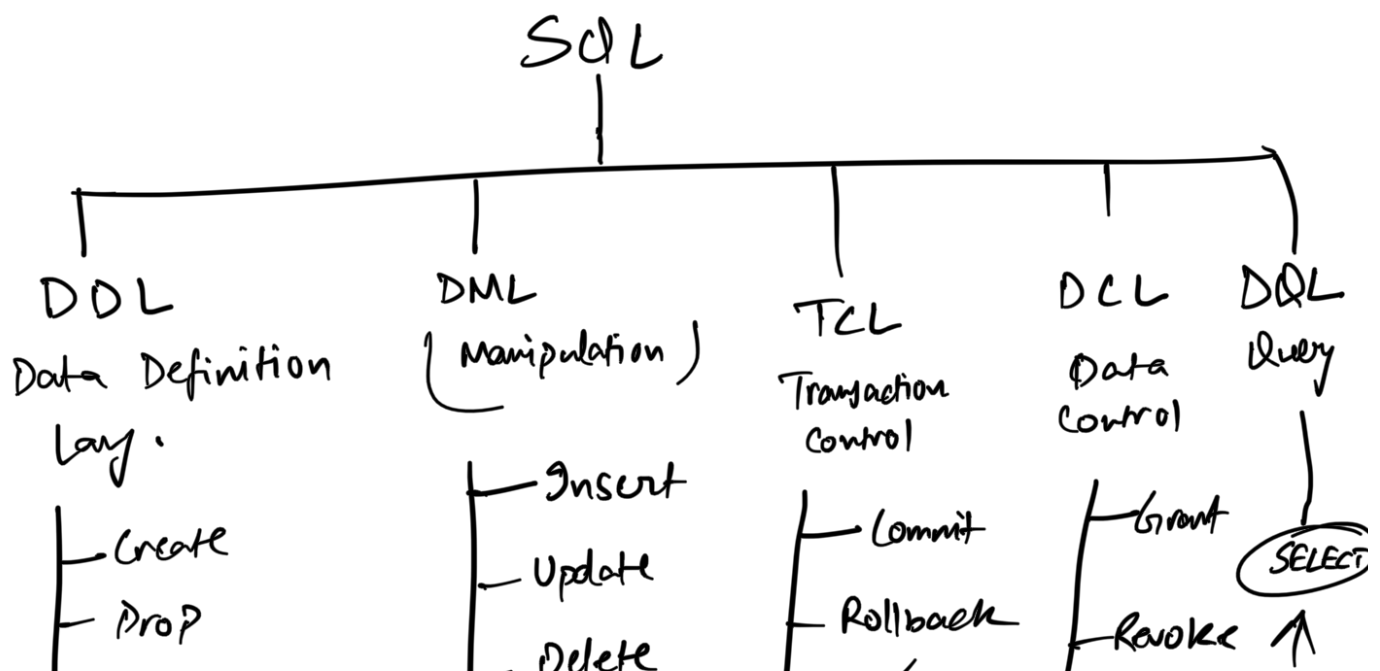 SQL
DDL
Data Definition
Lang.
Create
Drop
DML
(Manipulation)
Insert
Update
Delete
TCL
Transaction
Control
Commit
Rollback
DCL
Data
Control
Grant
Revoke
DQL
Query
SELECT